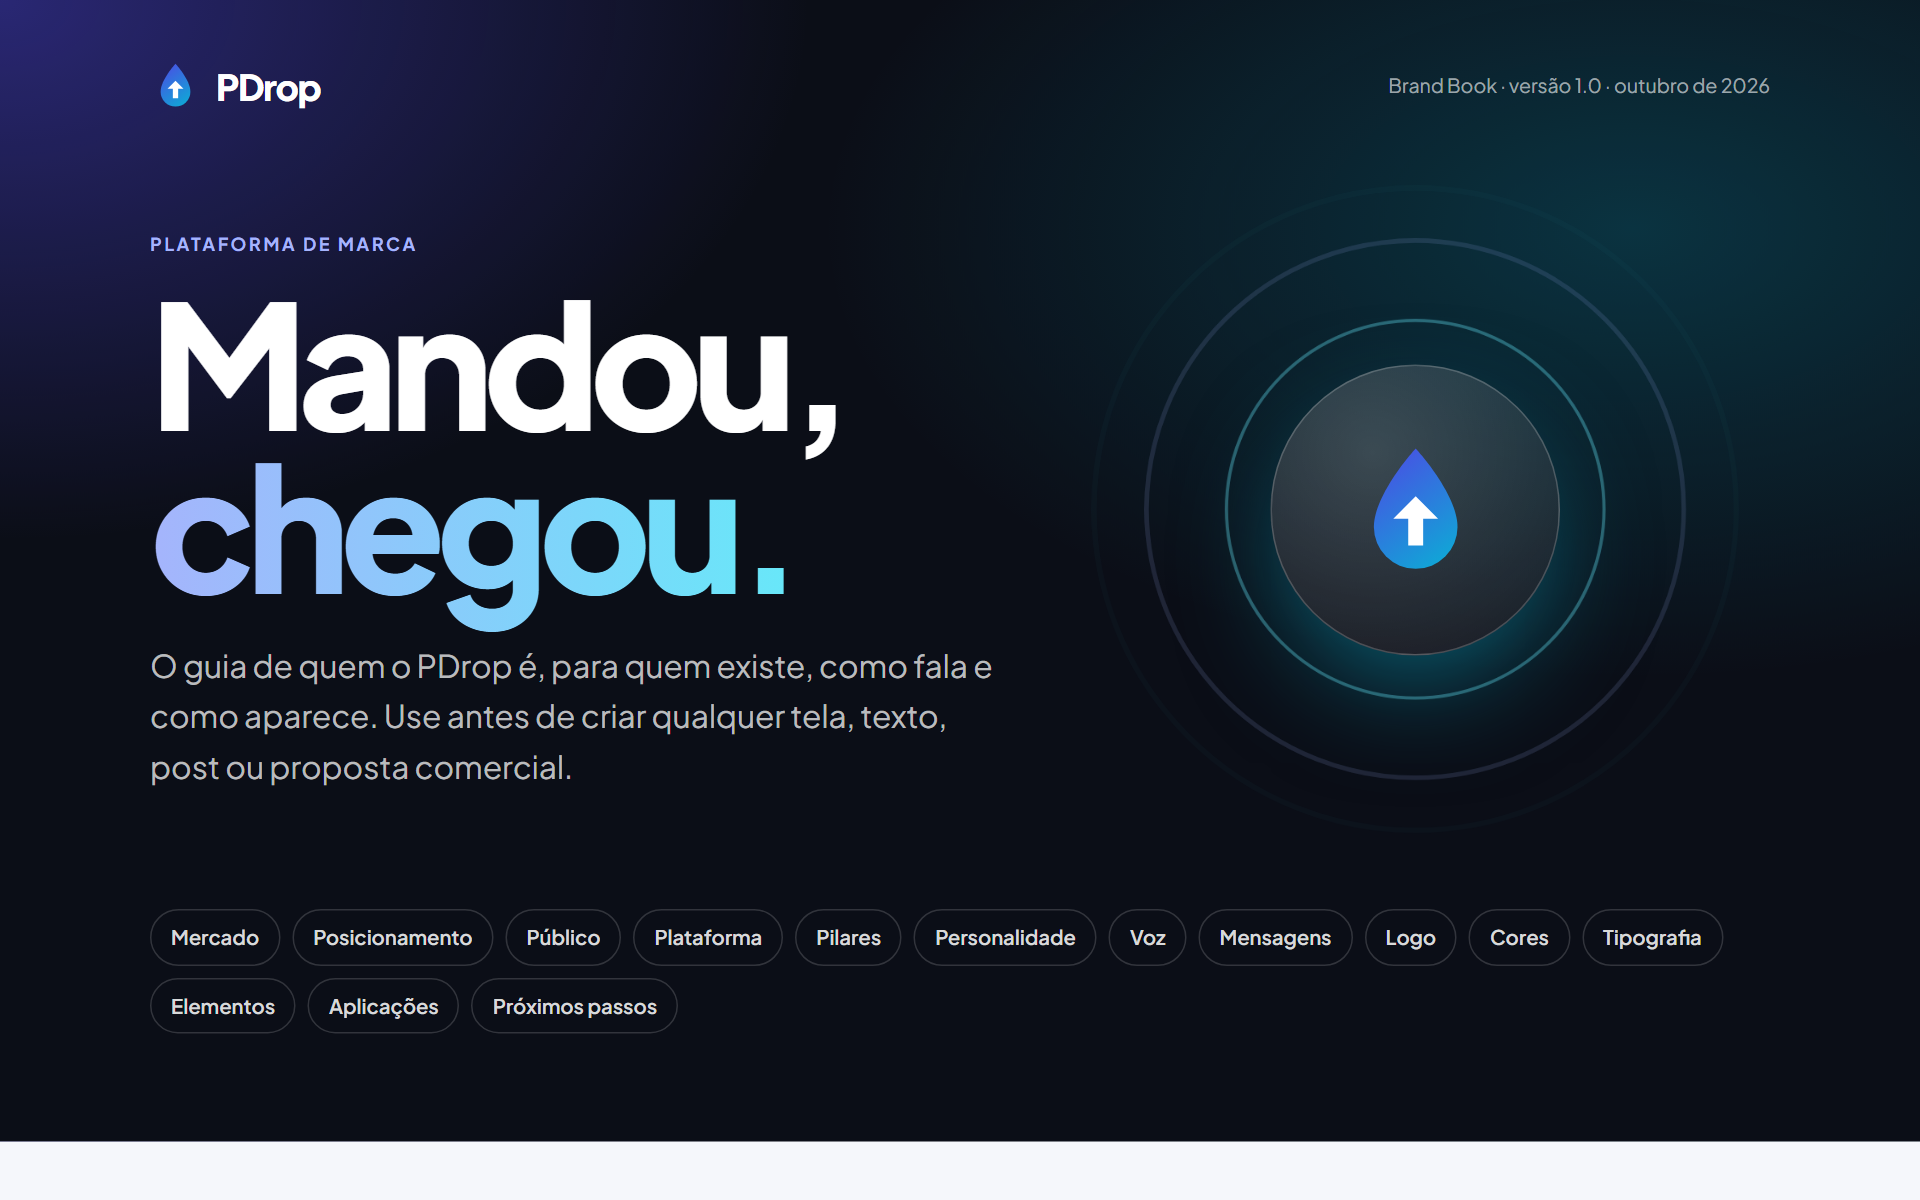 PDrop
Brand Book · versão 1.0 · outubro de 2026
PLATAFORMA DE MARCA
Mandou,
chegou.
O guia de quem o PDrop é, para quem existe, como fala e
como aparece. Use antes de criar qualquer tela, texto,
post ou proposta comercial.
Mercado Posicionamento Público Plataforma Pilares Personalidade Voz Mensagens Logo Cores Tipografia
Elementos Aplicações Próximos passos